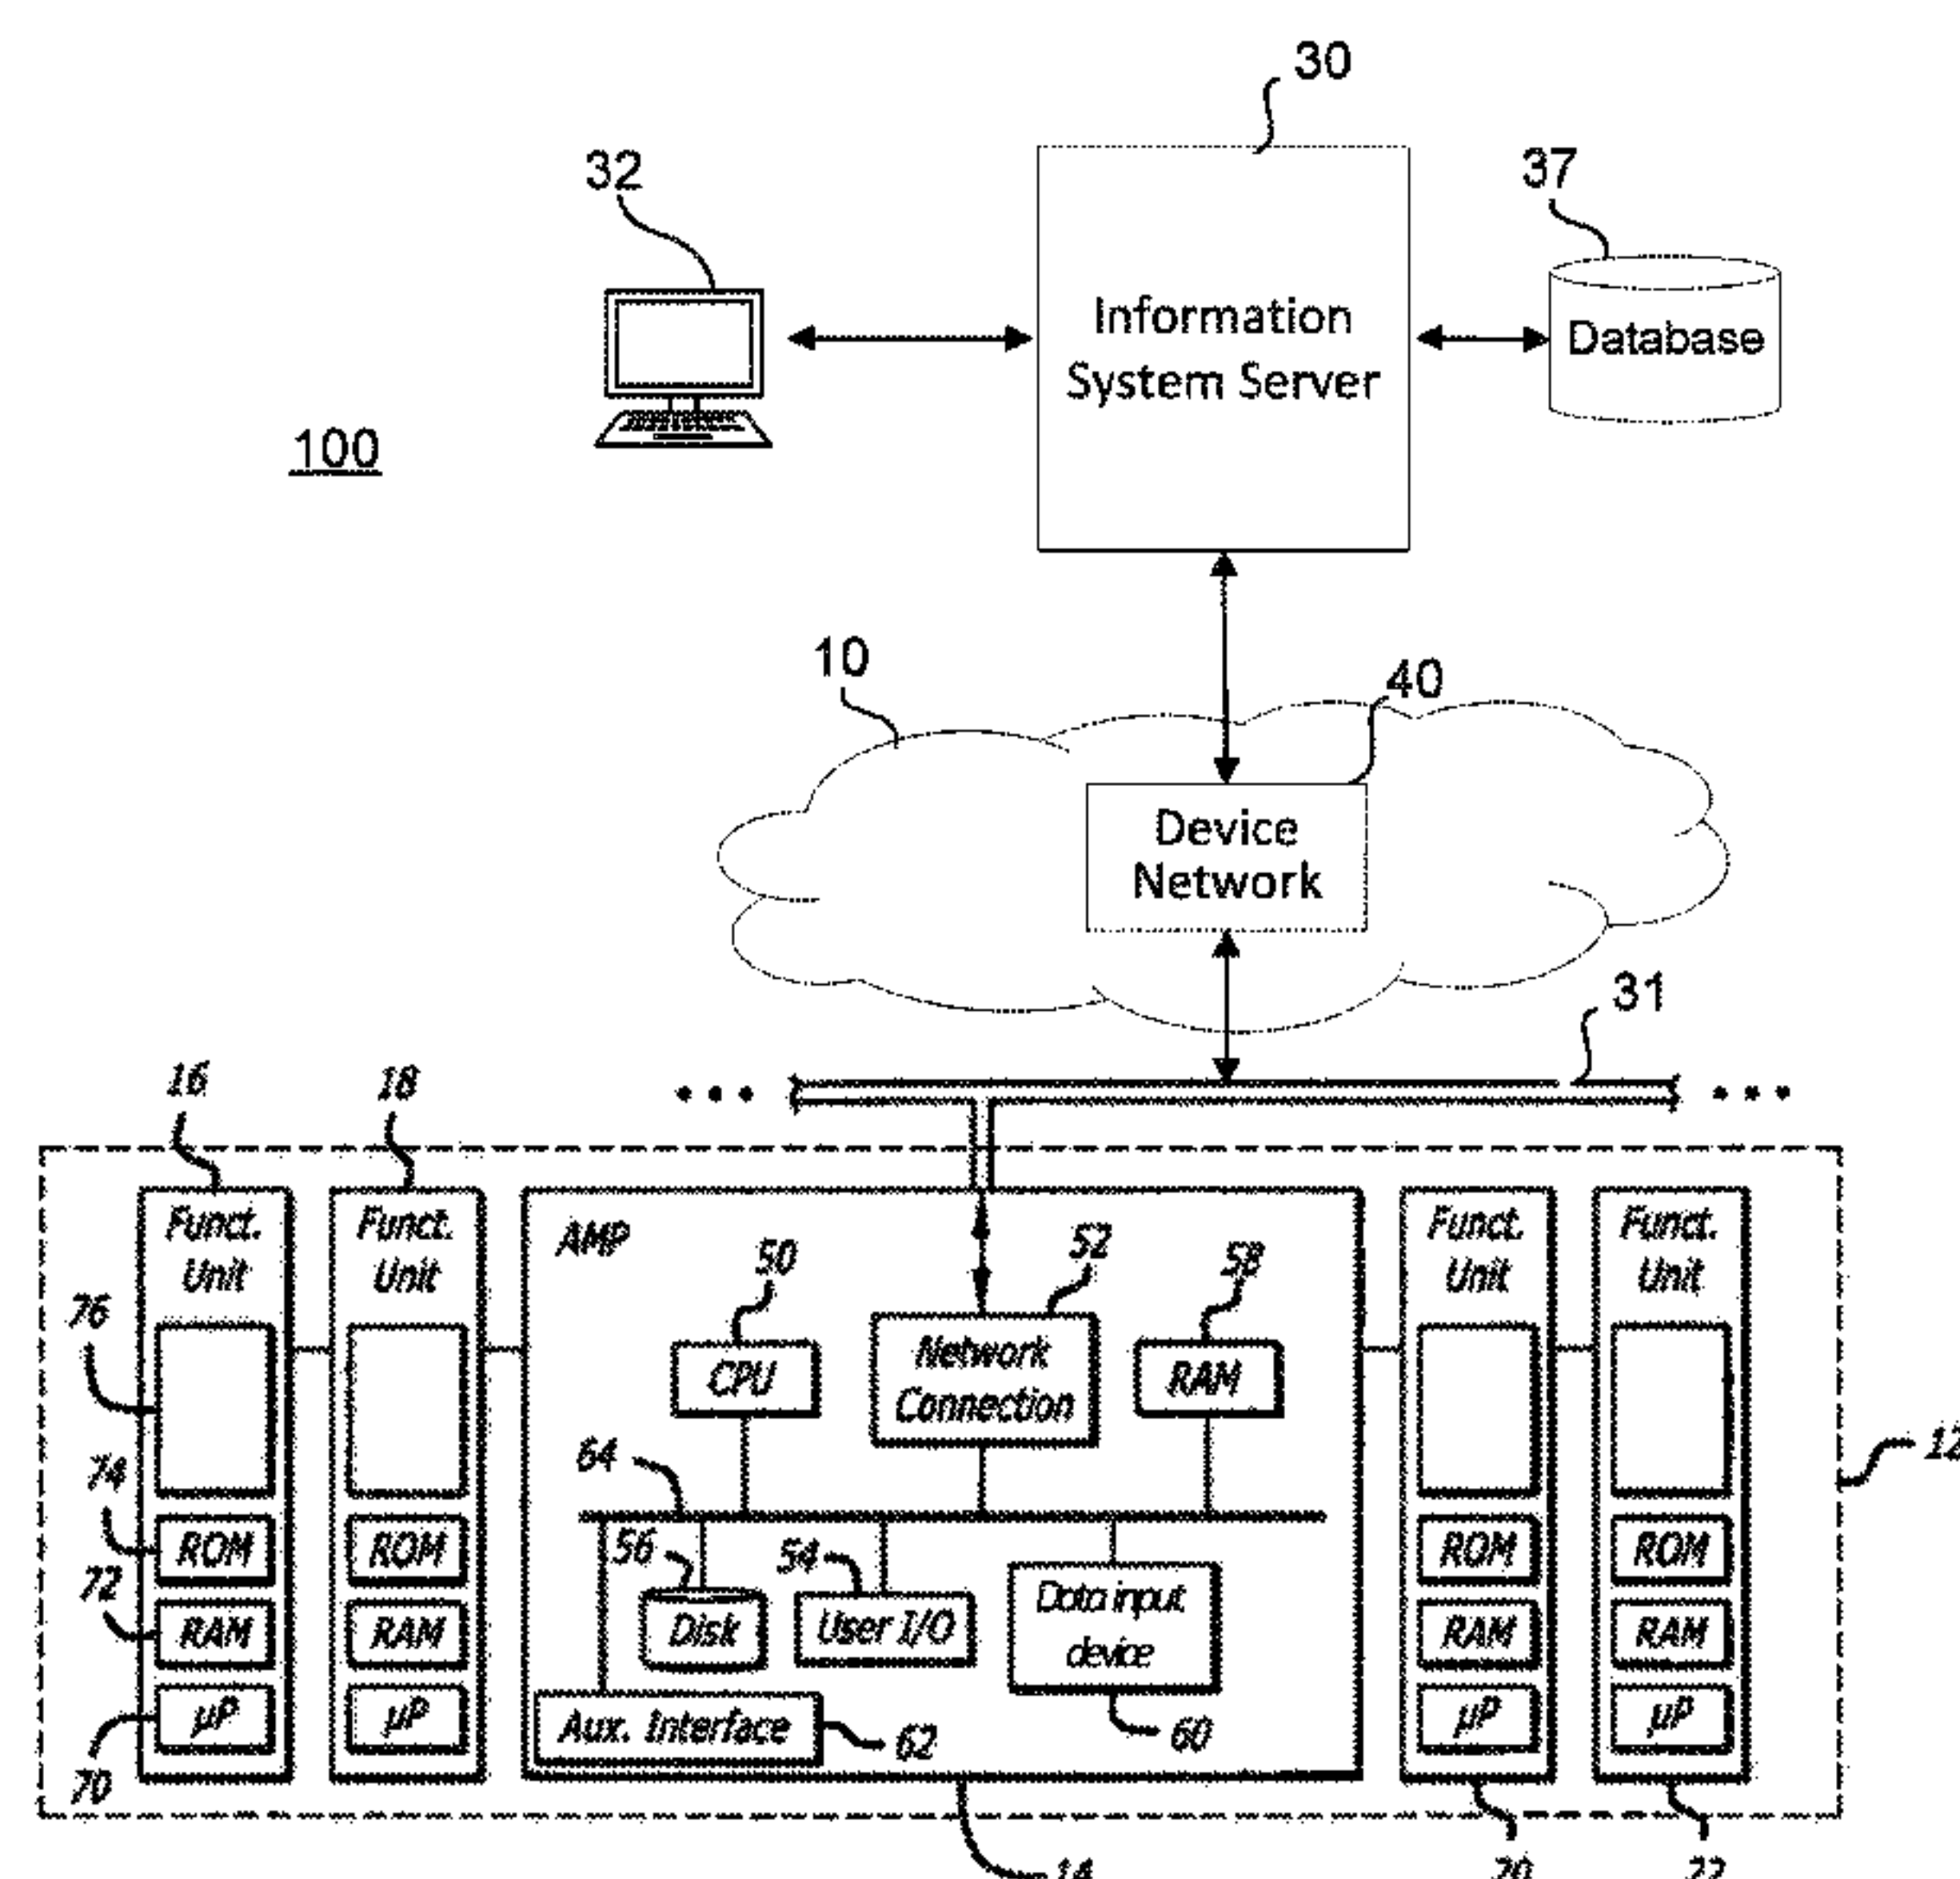 30
32
37
Information
System Server
Database
100
10
40
Device
Network
31
16
18
Funct.
Unit
Funct.
Unit
AMP
50
52
58
Funct.
Unit
Funct.
Unit
76
CPU
Network
Connection
RAM
12
74
64
ROM
ROM
56
54
ROM
ROM
72
RAM
RAM
Disk
User I/O
Data input
device
RAM
RAM
70
µP
µP
Aux. Interface
62
60
µP
µP
14
20
22